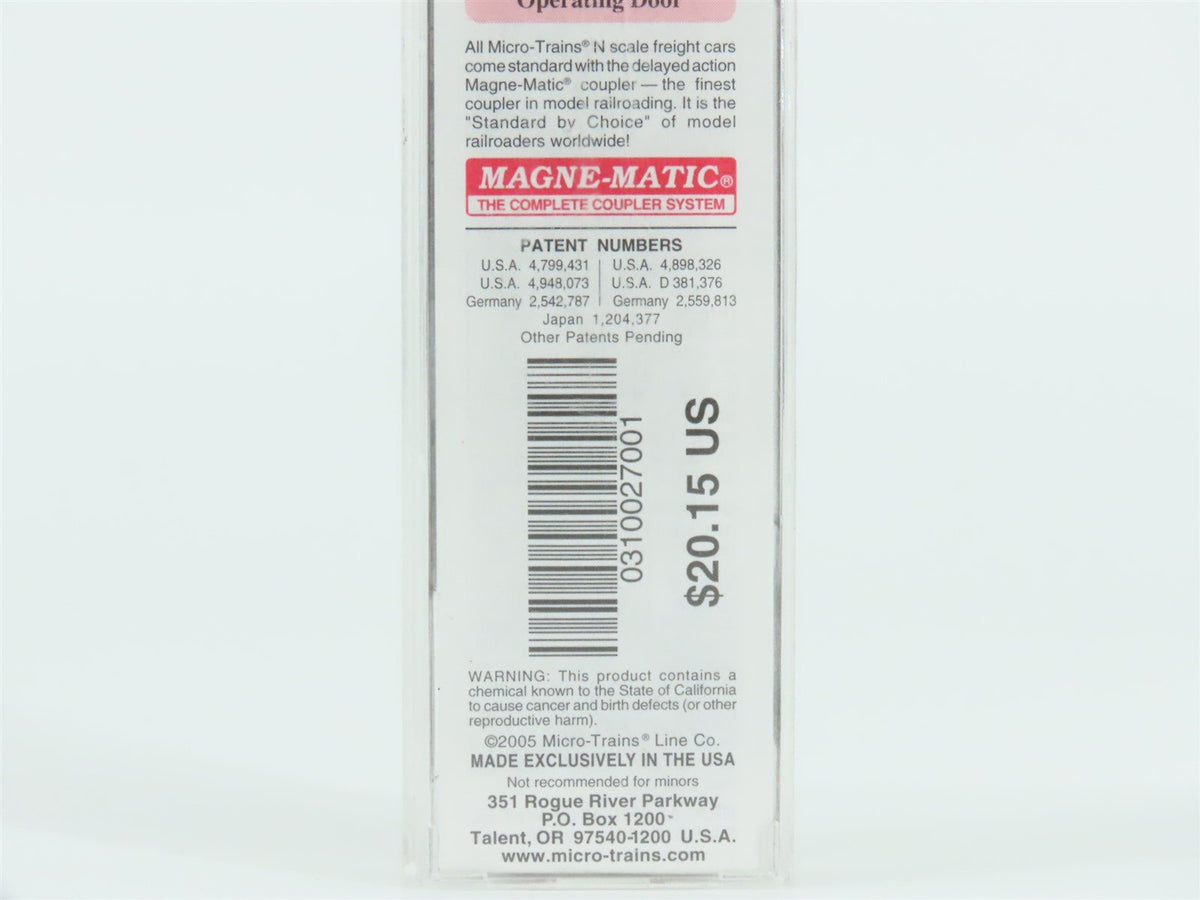 Operating Door
All Micro-Trains® N scale freight cars
come standard with the delayed action
Magne-Matic® coupler — the finest
coupler in model railroading. It is the
"Standard by Choice" of model
railroaders worldwide!
MAGNE-MATIC®
THE COMPLETE COUPLER SYSTEM
PATENT NUMBERS
U.S.A. 4,799,431 | U.S.A. 4,898,326
U.S.A. 4,948,073 | U.S.A. D 381,376
Germany 2,542,787 | Germany 2,559,813
Japan 1,204,377
Other Patents Pending
0310027001
$20.15 US
WARNING: This product contains a
chemical known to the State of California
to cause cancer and birth defects (or other
reproductive harm).
©2005 Micro-Trains® Line Co.
MADE EXCLUSIVELY IN THE USA
Not recommended for minors
351 Rogue River Parkway
P.O. Box 1200
Talent, OR 97540-1200 U.S.A.
www.micro-trains.com